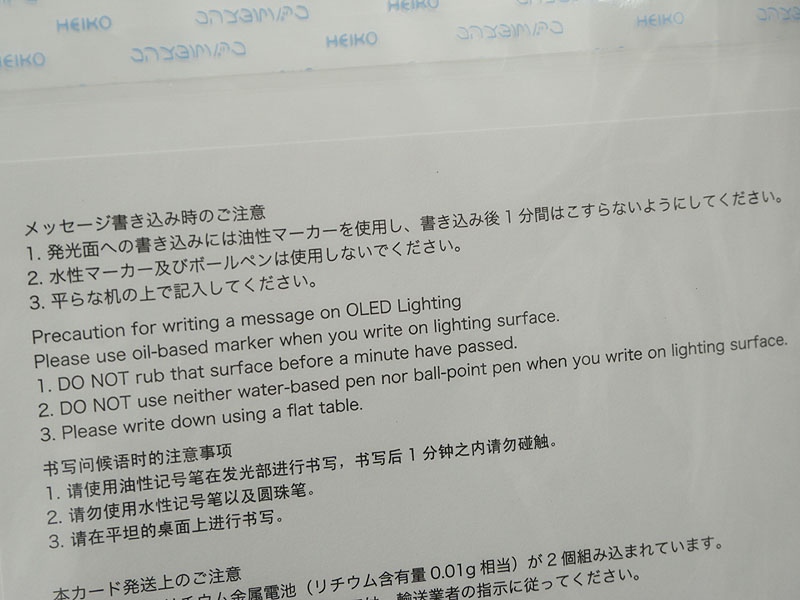 HEIKO
HEIKO
HEIKO
HEIKO
HEIKO
メッセージ書き込み時のご注意
1. 発光面への書き込みには油性マーカーを使用し、書き込み後1分間はこすらないようにしてください。
2. 水性マーカー及びボールペンは使用しないでください。
3. 平らな机の上で記入してください。
Precaution for writing a message on OLED Lighting
Please use oil-based marker when you write on lighting surface.
1. DO NOT rub that surface before a minute have passed.
2. DO NOT use neither water-based pen nor ball-point pen when you write on lighting surface.
3. Please write down using a flat table.
书写问候语时的注意事项
1. 请使用油性记号笔在发光部进行书写，书写后1分钟之内请勿碰触。
2. 请勿使用水性记号笔以及圆珠笔。
3. 请在平坦的桌面上进行书写。
本カード発送上のご注意
チウム金属電池（リチウム含有量0.01g相当）が2個組み込まれています。
輸送業者の指示に従ってください。